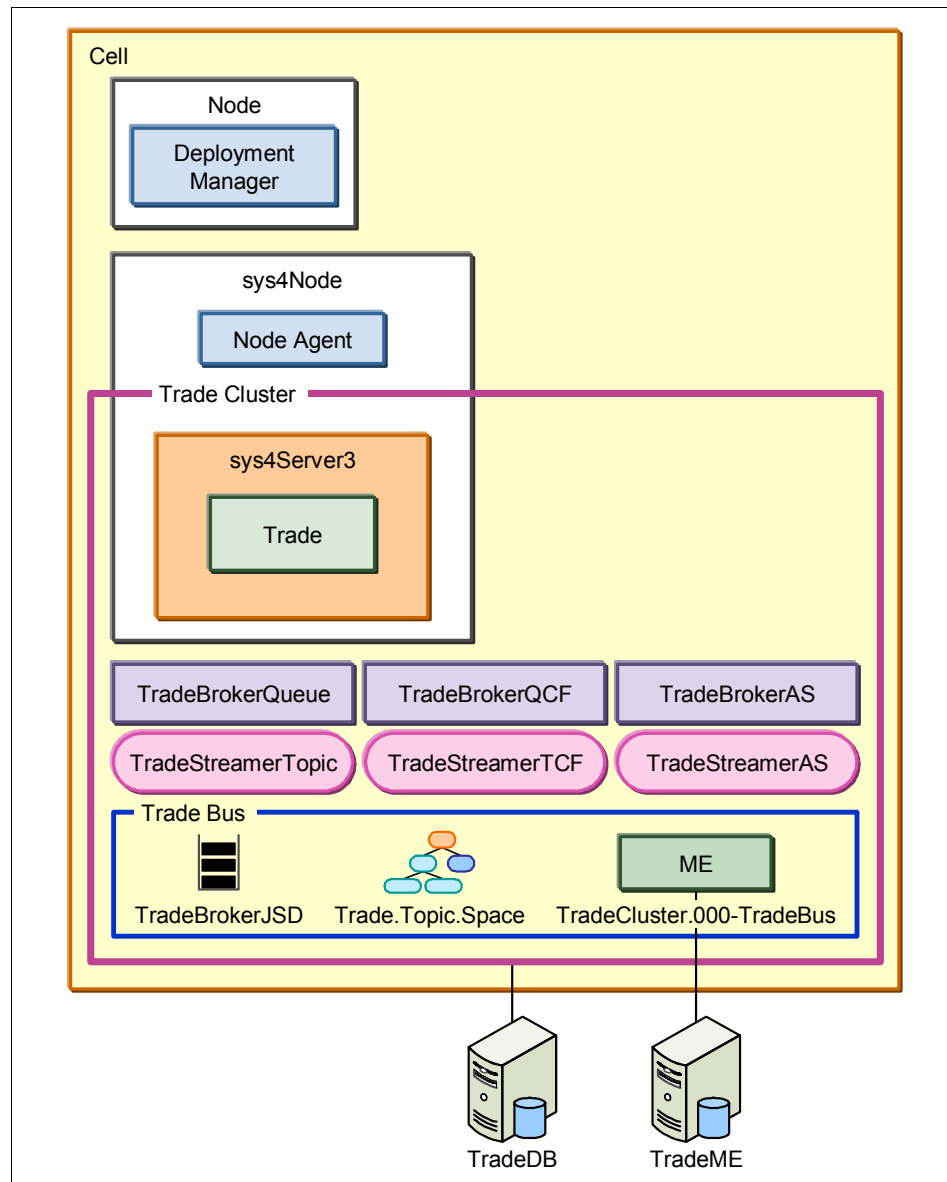 Cell
Node
Deployment
Manager
sys4Node
Node Agent
Trade Cluster
sys4Server3
Trade
TradeBrokerQueue
TradeBrokerQCF
TradeBrokerAS
TradeStreamerTopic
TradeStreamerTCF
TradeStreamerAS
Trade Bus
ME
TradeBrokerJSD
Trade.Topic.Space
TradeCluster.000-TradeBus
TradeDB
TradeME